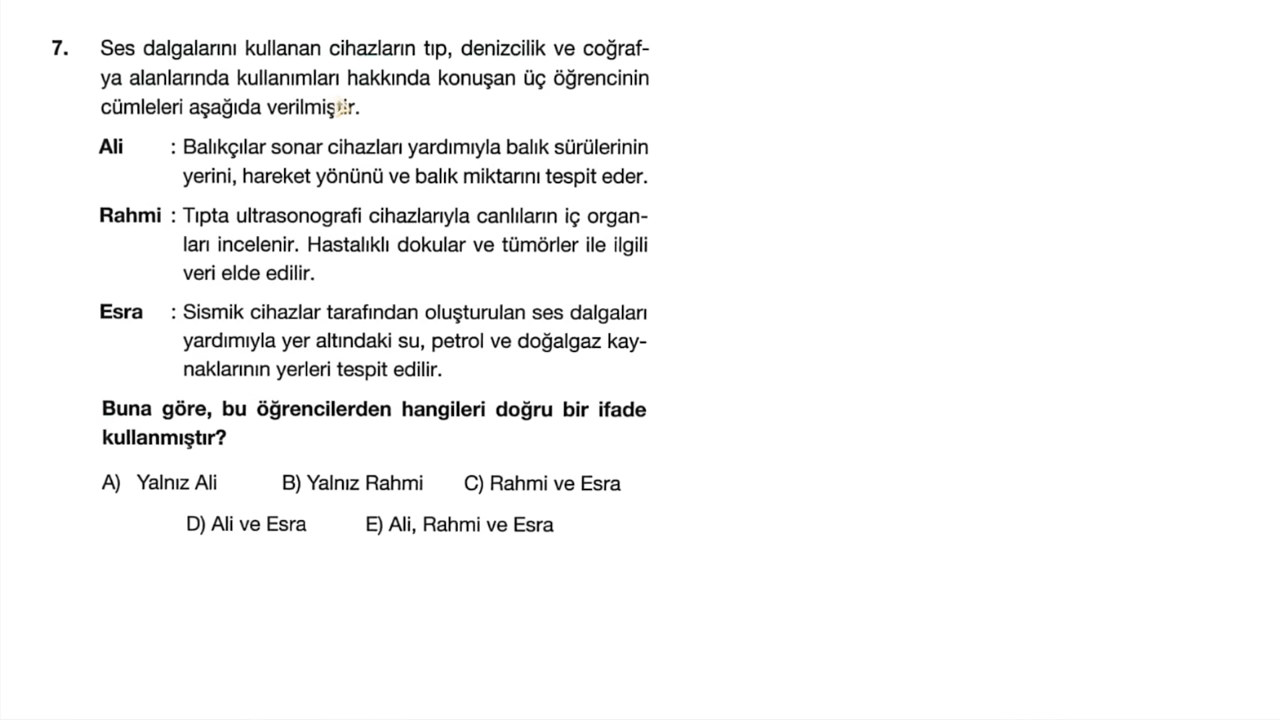 7. Ses dalgalarını kullanan cihazların tıp, denizcilik ve coğraf-
ya alanlarında kullanımları hakkında konuşan üç öğrencinin
cümleleri aşağıda verilmiştir.
Ali : Balıkçılar sonar cihazları yardımıyla balık sürülerinin
yerini, hareket yönünü ve balık miktarını tespit eder.
Rahmi : Tıpta ultrasonografi cihazlarıyla canlıların iç organ-
ları incelenir. Hastalıklı dokular ve tümörler ile ilgili
veri elde edilir.
Esra : Sismik cihazlar tarafından oluşturulan ses dalgaları
yardımıyla yer altındaki su, petrol ve doğalgaz kay-
naklarının yerleri tespit edilir.
Buna göre, bu öğrencilerden hangileri doğru bir ifade
kullanmıştır?
A) Yalnız Ali B) Yalnız Rahmi C) Rahmi ve Esra
D) Ali ve Esra E) Ali, Rahmi ve Esra